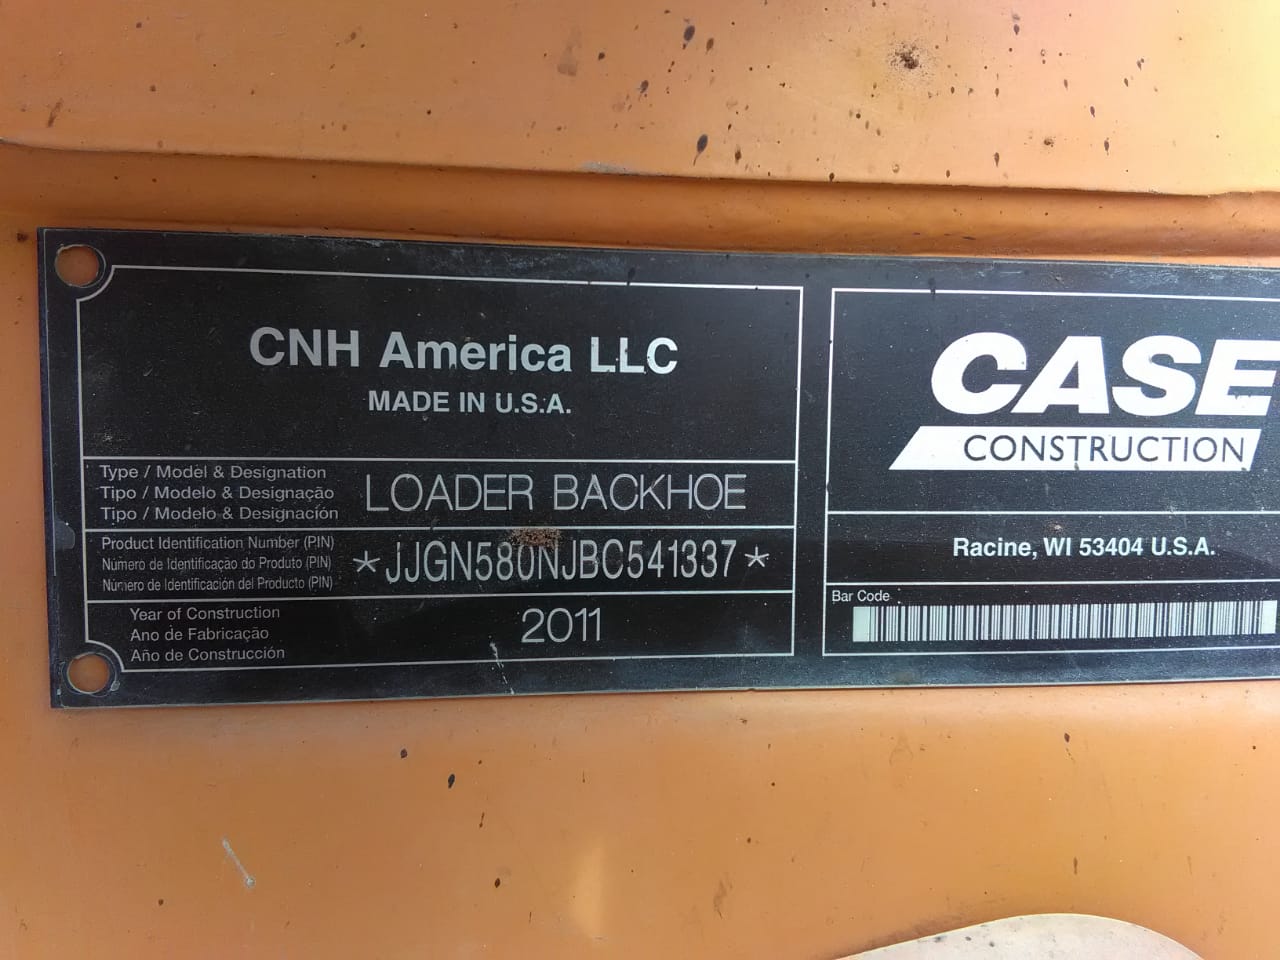 CNH America LLC
MADE IN U.S.A.
Type / Model & Designation
Tipo / Modelo & Designação
Tipo / Modelo & Designación
LOADER BACKHOE
Product Identification Number (PIN)
Número de Identificação do Produto (PIN)
Número de Identificación del Producto (PIN)
*JJGN580NJBC541337*
Year of Construction
Ano de Fabricação
Año de Construcción
2011
CASE
CONSTRUCTION
Racine, WI 53404 U.S.A.
Bar Code